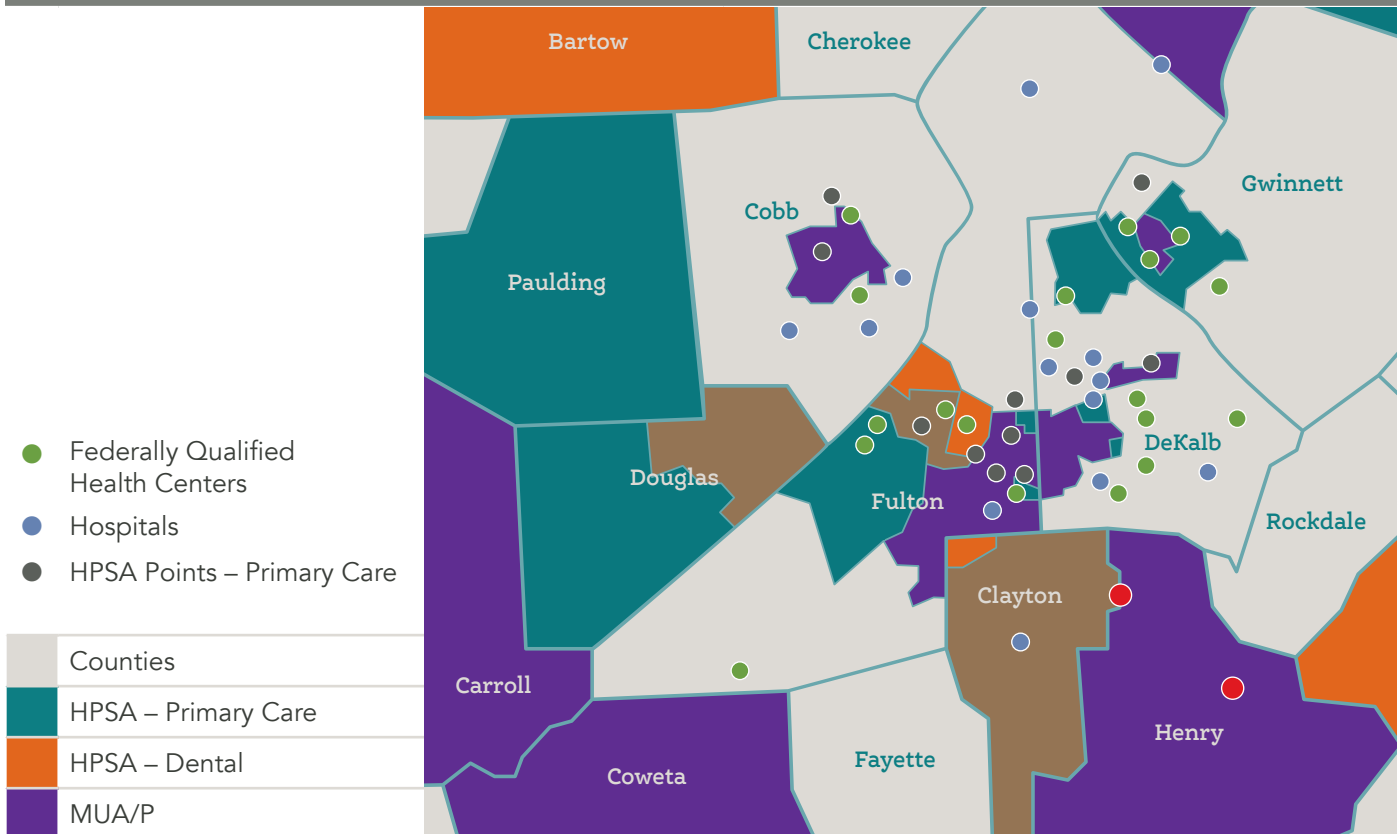 Bartow
Cherokee
Gwinnett
Cobb
Paulding
DeKalb
Douglas
Fulton
Rockdale
Clayton
Carroll
Henry
Fayette
Coweta
Federally Qualified
Health Centers
Hospitals
HPSA Points – Primary Care
Counties
HPSA – Primary Care
HPSA – Dental
MUA/P